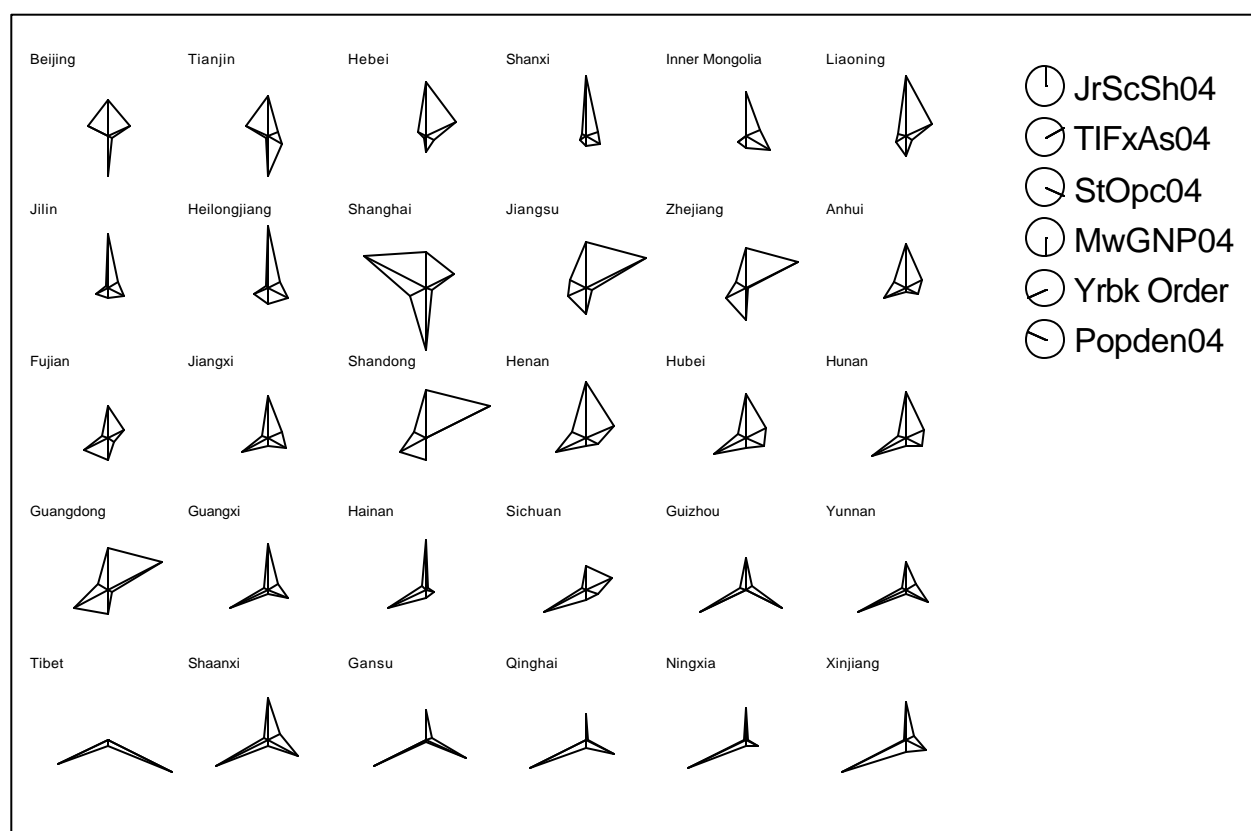 Beijing Tianjin Hebei Shanxi Inner Mongolia Liaoning
Jilin Heilongjiang Shanghai Jiangsu Zhejiang Anhui
Fujian Jiangxi Shandong Henan Hubei Hunan
Guangdong Guangxi Hainan Sichuan Guizhou Yunnan
Tibet Shaanxi Gansu Qinghai Ningxia Xinjiang
JrScSh04
TlFxAs04
StOpc04
MwGNP04
Yrbk Order
Popden04